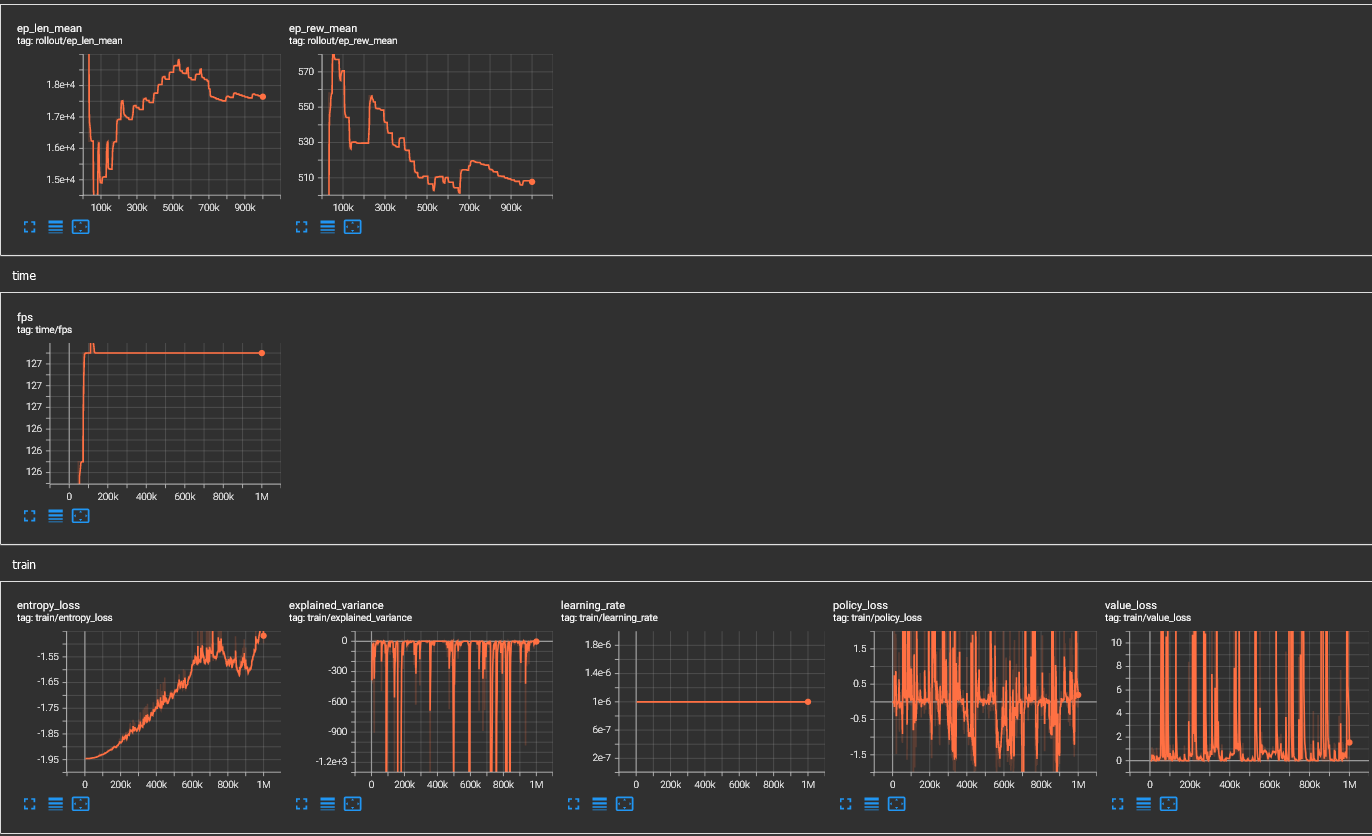 ep_len_mean
tag: rollout/ep_len_mean
1.8e+4
1.7e+4
1.6e+4
1.5e+4
100k 300k 500k 700k 900k
ep_rew_mean
tag: rollout/ep_rew_mean
570
550
530
510
100k 300k 500k 700k 900k
time
fps
tag: time/fps
127
127
127
126
126
126
0 200k 400k 600k 800k 1M
train
entropy_loss
tag: train/entropy_loss
-1.55
-1.65
-1.75
-1.85
-1.95
0 200k 400k 600k 800k 1M
explained_variance
tag: train/explained_variance
0
-300
-600
-900
-1.2e+3
0 200k 400k 600k 800k 1M
learning_rate
tag: train/learning_rate
1.8e-6
1.4e-6
1e-6
6e-7
2e-7
0 200k 400k 600k 800k 1M
policy_loss
tag: train/policy_loss
1.5
0.5
-0.5
-1.5
0 200k 400k 600k 800k 1M
value_loss
tag: train/value_loss
10
8
6
4
2
0
0 200k 400k 600k 800k 1M